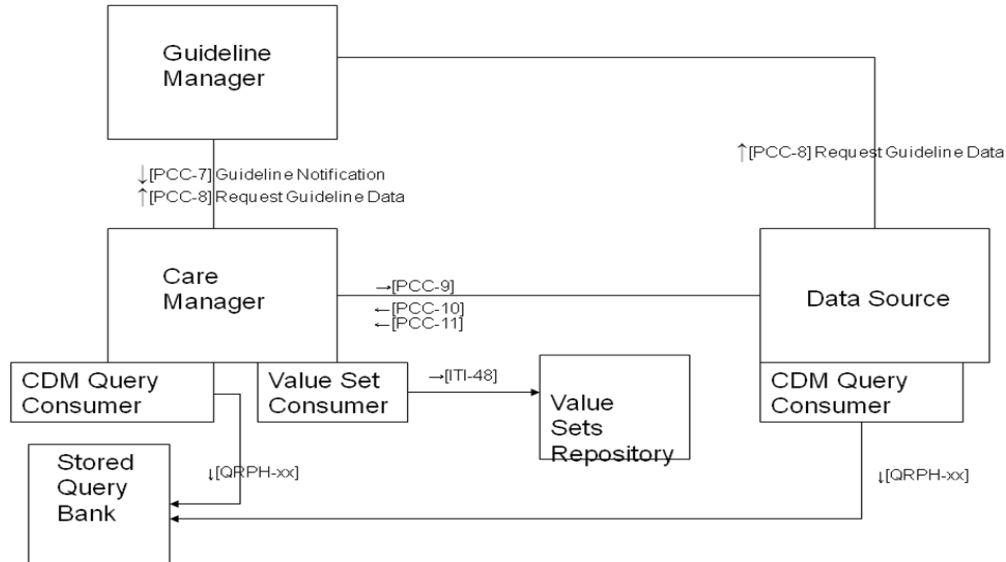 Guideline
Manager
↓[PCC-7] Guideline Notification
↑[PCC-8] Request Guideline Data
↑[PCC-8] Request Guideline Data
Care
Manager
→[PCC-9]
←[PCC-10]
←[PCC-11]
Data Source
CDM Query
Consumer
Value Set
Consumer
→[ITI-48]
Value
Sets
Repository
CDM Query
Consumer
Stored
Query
Bank
↓[QRPH-xx]
↓[QRPH-xx]